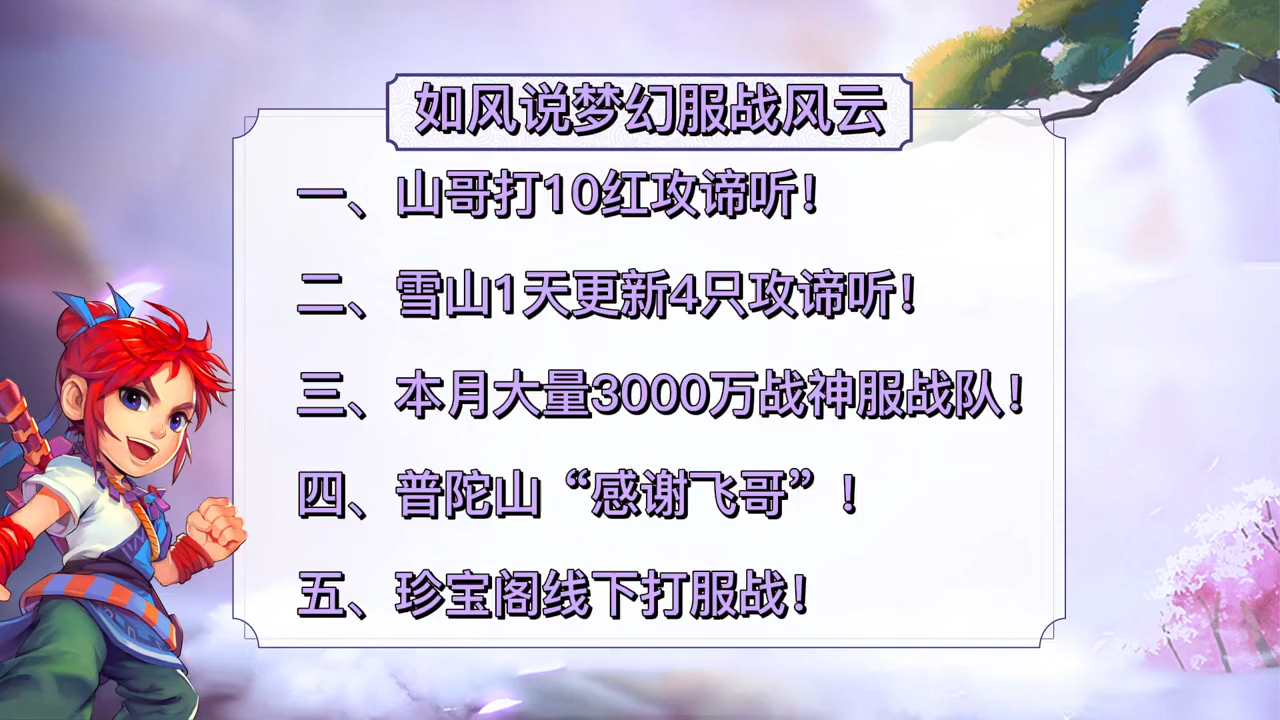 如风说梦幻服战风云
一、山哥打10红攻谛听！
二、雪山1天更新4只攻谛听！
三、本月大量3000万战神服战队！
四、普陀山“感谢飞哥”！
五、珍宝阁线下打服战！